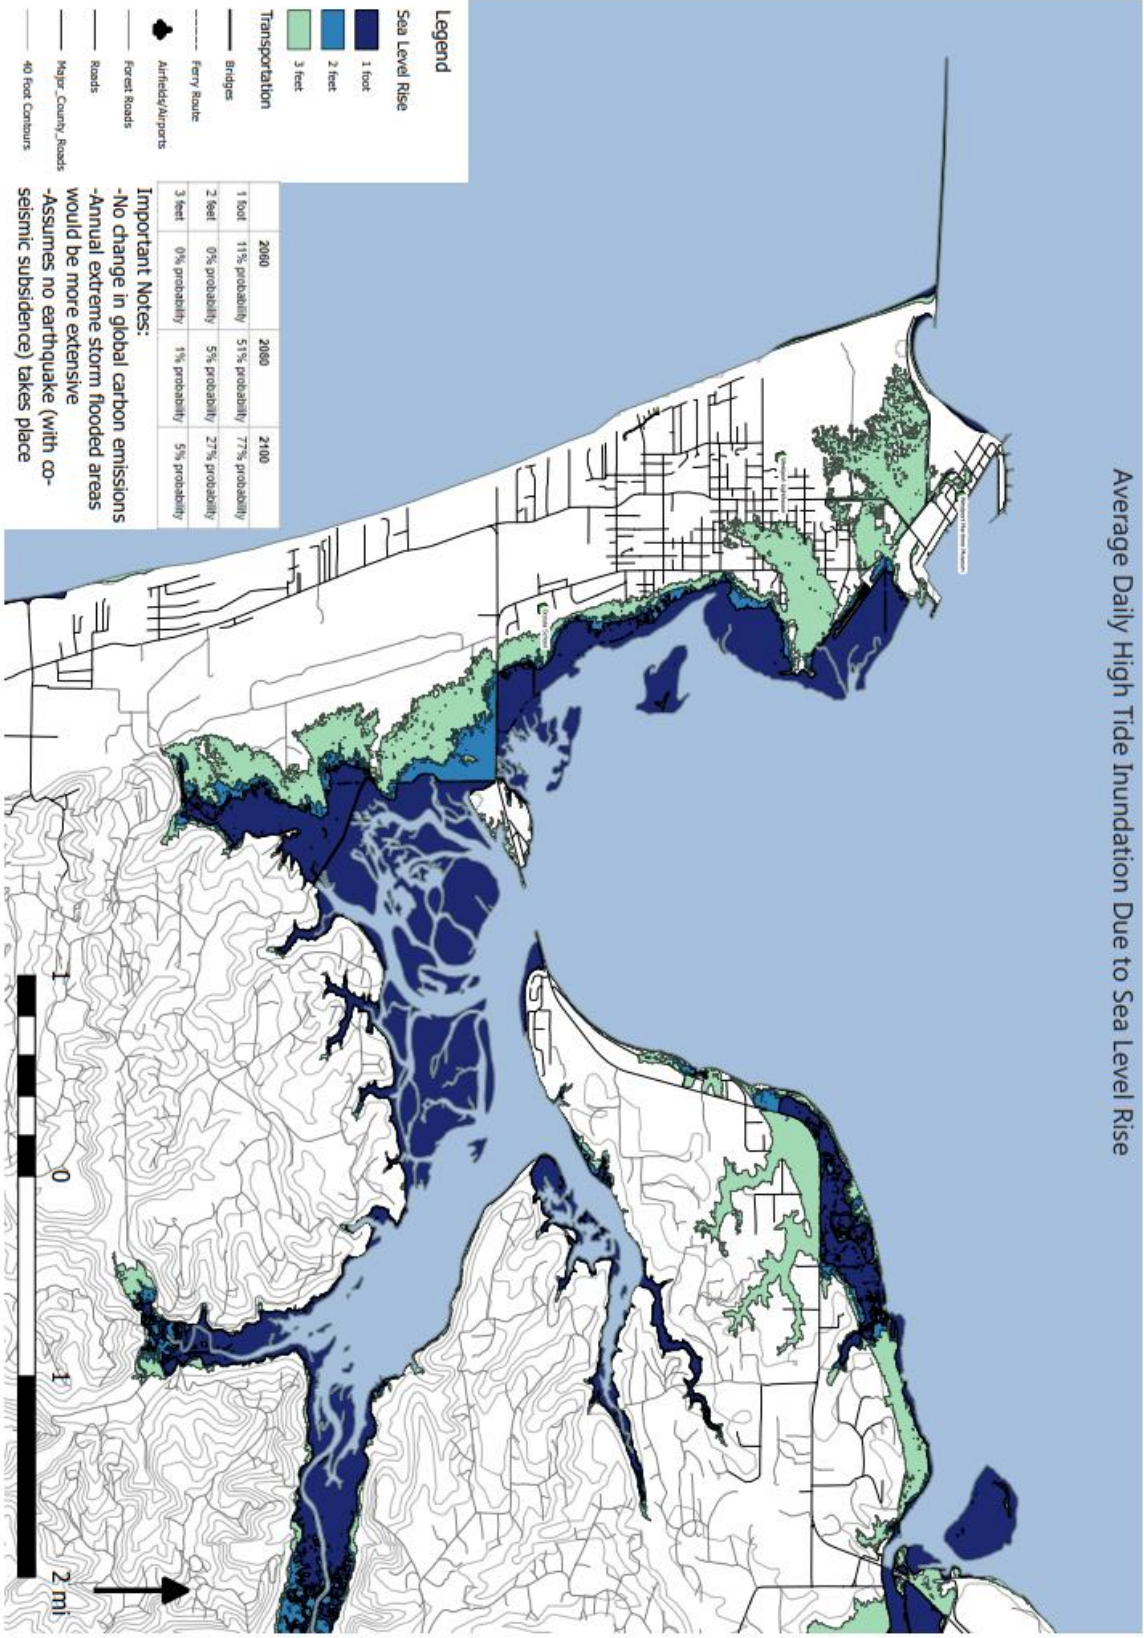 Average Daily High Tide Inundation Due to Sea Level Rise
Legend
Sea Level Rise
1 foot
2 feet
3 feet
Transportation
Bridges
Ferry Route
Airfields/Airports
Forest Roads
Roads
Major_County_Roads
40 Foot Contours
2060 2080 2100
1 foot 11% probability 51% probability 77% probability
2 feet 0% probability 5% probability 27% probability
3 feet 0% probability 1% probability 5% probability
Important Notes:
-No change in global carbon emissions
-Annual extreme storm flooded areas
would be more extensive
-Assumes no earthquake (with co-
seismic subsidence) takes place
1 0 1 2 mi